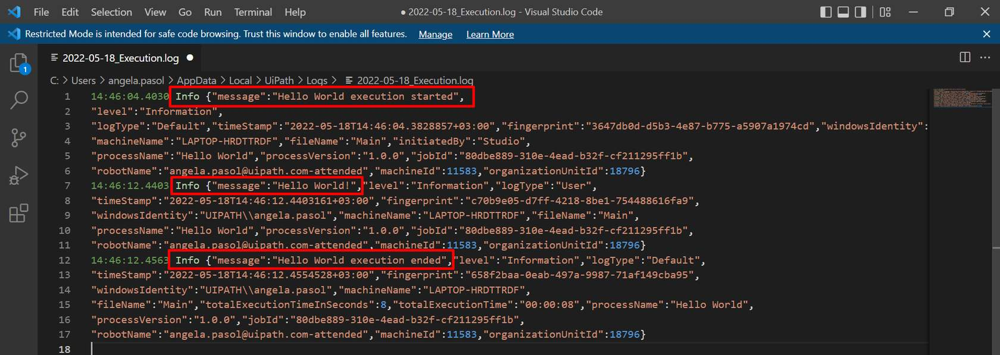 File Edit Selection View Go Run Terminal Help ● 2022-05-18_Execution.log - Visual Studio Code
Restricted Mode is intended for safe code browsing. Trust this window to enable all features. Manage Learn More
1
2022-05-18_Execution.log ●
C: > Users > angela.pasol > AppData > Local > UiPath > Logs > 2022-05-18_Execution.log
1 14:46:04.4030 Info {"message":"Hello World execution started",
2 "level":"Information",
3 "logType":"Default","timeStamp":"2022-05-18T14:46:04.3828857+03:00","fingerprint":"3647db0d-d5b3-4e87-b775-a5907a1974cd","windowsIdentity":
4 "machineName":"LAPTOP-HRDTTRDF","fileName":"Main","initiatedBy":"Studio",
5 "processName":"Hello World","processVersion":"1.0.0","jobId":"80dbe889-310e-4ead-b32f-cf211295ff1b",
6 "robotName":"angela.pasol@uipath.com-attended","machineId":11583,"organizationUnitId":18796}
7 14:46:12.4403 Info {"message":"Hello World!","level":"Information","logType":"User",
8 "timeStamp":"2022-05-18T14:46:12.4403161+03:00","fingerprint":"c70b9e05-d7ff-4218-8be1-754488616fa9",
9 "windowsIdentity":"UIPATH\\angela.pasol","machineName":"LAPTOP-HRDTTRDF","fileName":"Main",
10 "processName":"Hello World","processVersion":"1.0.0","jobId":"80dbe889-310e-4ead-b32f-cf211295ff1b",
11 "robotName":"angela.pasol@uipath.com-attended","machineId":11583,"organizationUnitId":18796}
12 14:46:12.4563 Info {"message":"Hello World execution ended","level":"Information","logType":"Default",
13 "timeStamp":"2022-05-18T14:46:12.4554528+03:00","fingerprint":"658f2baa-0eab-497a-9987-71af149cba95",
14 "windowsIdentity":"UIPATH\\angela.pasol","machineName":"LAPTOP-HRDTTRDF",
15 "fileName":"Main","totalExecutionTimeInSeconds":8,"totalExecutionTime":"00:00:08","processName":"Hello World",
16 "processVersion":"1.0.0","jobId":"80dbe889-310e-4ead-b32f-cf211295ff1b",
17 "robotName":"angela.pasol@uipath.com-attended","machineId":11583,"organizationUnitId":18796}
18